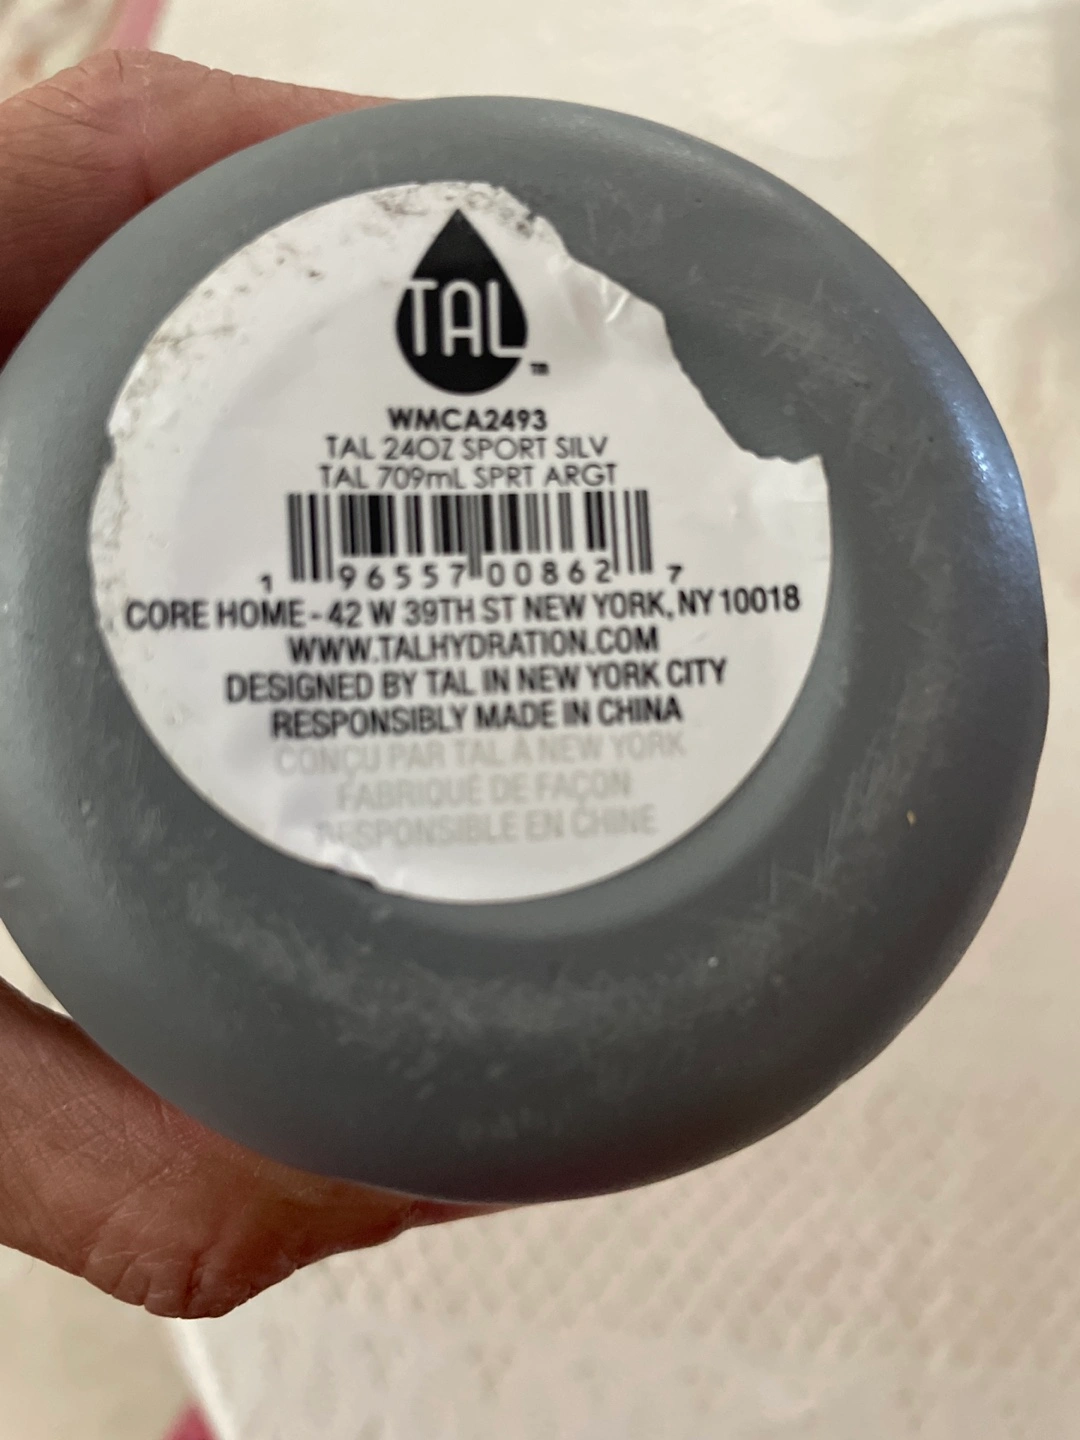 TAL
WMCA2493
TAL 24OZ SPORT SILV
TAL 709mL SPRT ARGT
1 96557 00862 7
CORE HOME - 42 W 39TH ST NEW YORK, NY 10018
WWW.TALHYDRATION.COM
DESIGNED BY TAL IN NEW YORK CITY
RESPONSIBLY MADE IN CHINA
CONÇU PAR TAL À NEW YORK
FABRIQUÉ DE FAÇON
RESPONSIBLE EN CHINE